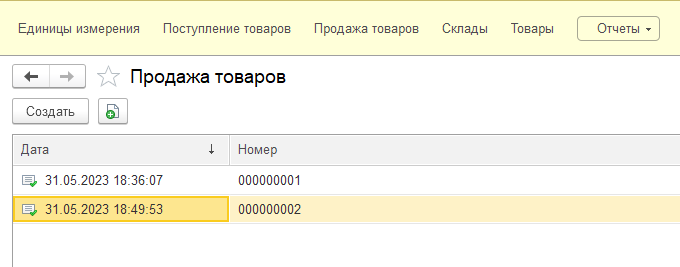 Единицы измерения Поступление товаров Продажа товаров Склады Товары Отчеты
Продажа товаров
Создать
Дата Номер
31.05.2023 18:36:07 000000001
31.05.2023 18:49:53 000000002